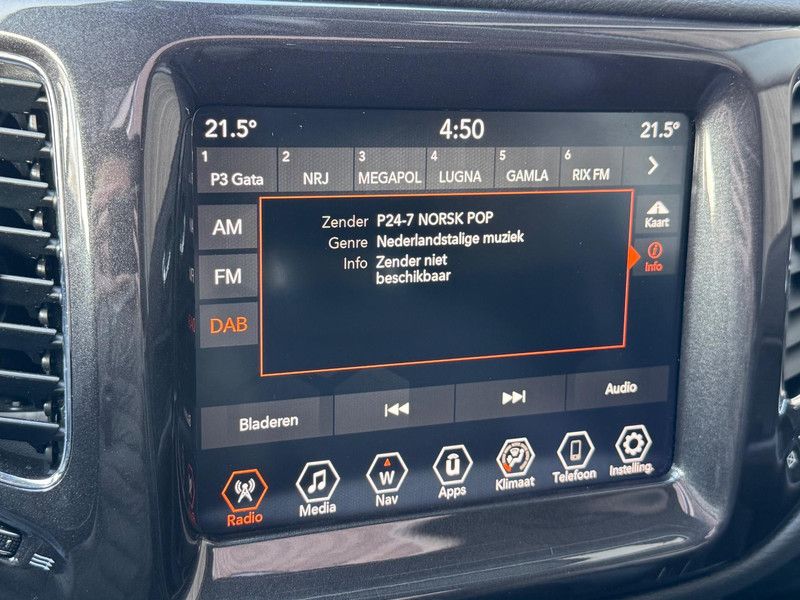 21.5° 4:50 21.5°
1 2 3 4 5 6
P3 Gata NRJ MEGAPOL LUGNA GAMLA RIX FM
AM
FM
DAB
Zender P24-7 NORSK POP
Genre Nederlandstalige muziek
Info Zender niet
beschikbaar
Kaart
Info
Bladeren Audio
Radio Media Nav Apps Klimaat Telefoon Instelling.
W